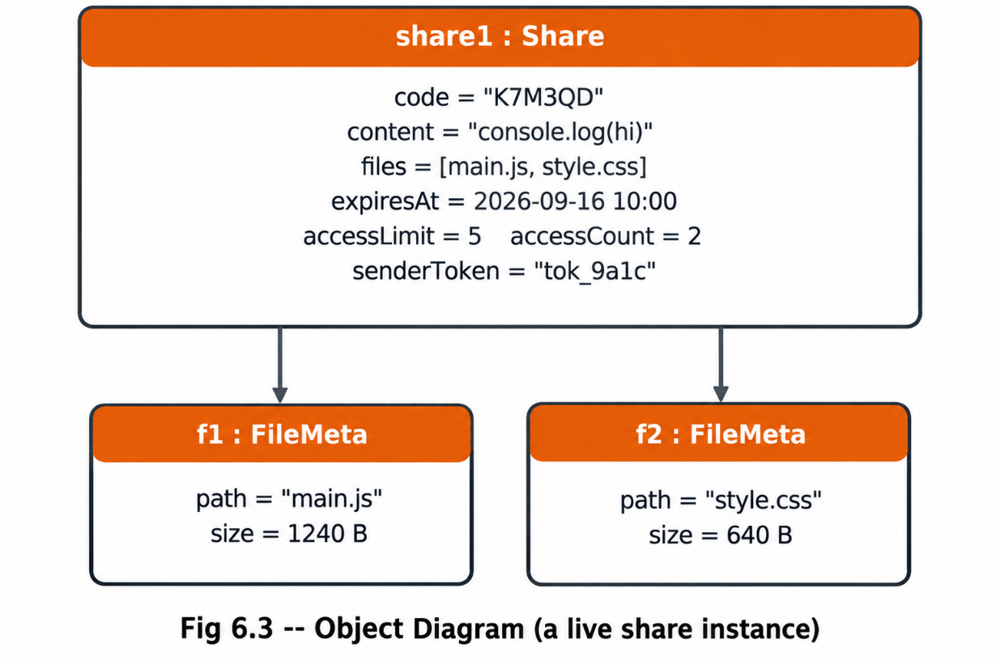 share1 : Share
code = "K7M3QD"
content = "console.log(hi)"
files = [main.js, style.css]
expiresAt = 2026-09-16 10:00
accessLimit = 5    accessCount = 2
senderToken = "tok_9a1c"
f1 : FileMeta
path = "main.js"
size = 1240 B
f2 : FileMeta
path = "style.css"
size = 640 B
Fig 6.3 -- Object Diagram (a live share instance)